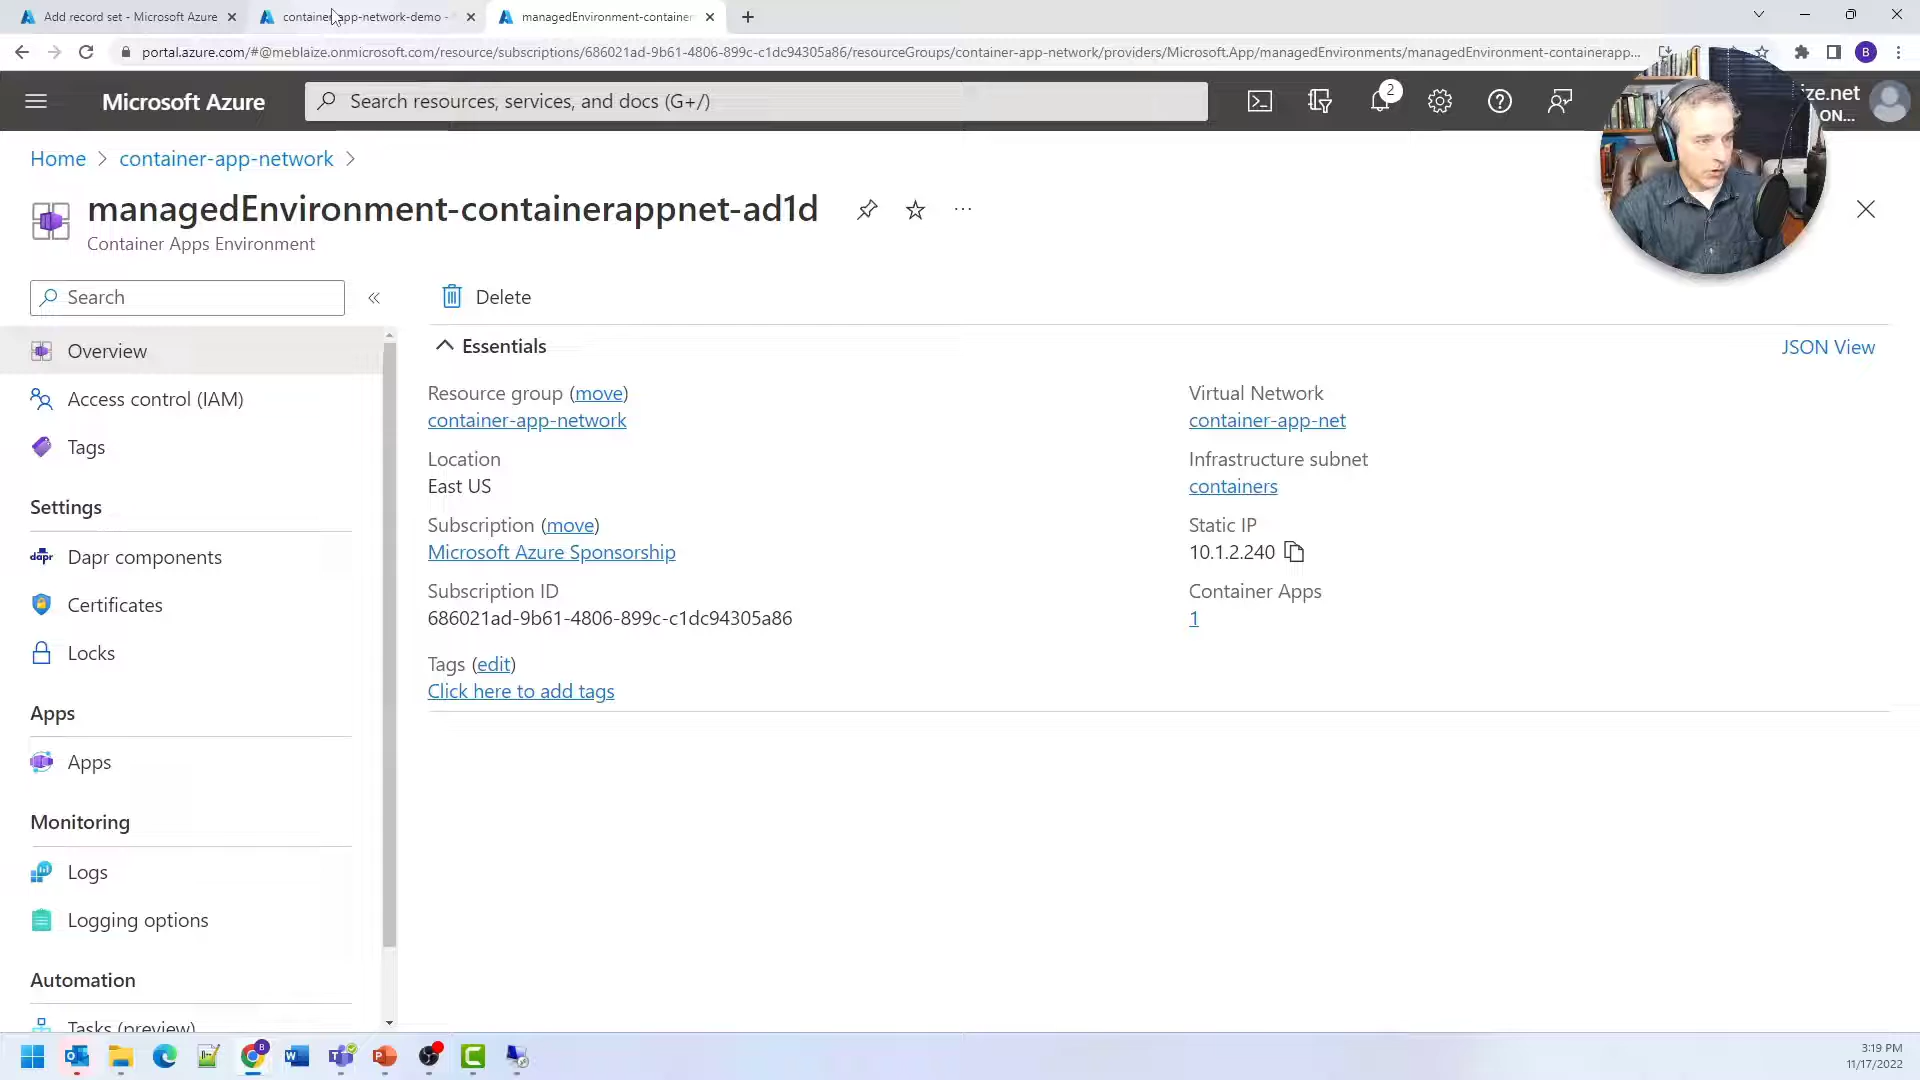 Add record set - Microsoft Azure
container-app-network-demo -
managedEnvironment-container
portal.azure.com/#@meblaize.onmicrosoft.com/resource/subscriptions/686021ad-9b61-4806-899c-c1dc94305a86/resourceGroups/container-app-network/providers/Microsoft.App/managedEnvironments/managedEnvironment-containerapp...
B
Microsoft Azure
Search resources, services, and docs (G+/)
2
ize.net
ON...
Home > container-app-network >
managedEnvironment-containerappnet-ad1d
Container Apps Environment
Search
Delete
Overview
Access control (IAM)
Tags
Settings
Dapr components
Certificates
Locks
Apps
Apps
Monitoring
Logs
Logging options
Automation
Tasks (preview)
Essentials
JSON View
Resource group (move)
container-app-network
Location
East US
Subscription (move)
Microsoft Azure Sponsorship
Subscription ID
686021ad-9b61-4806-899c-c1dc94305a86
Tags (edit)
Click here to add tags
Virtual Network
container-app-net
Infrastructure subnet
containers
Static IP
10.1.2.240
Container Apps
1
3:19 PM
11/17/2022